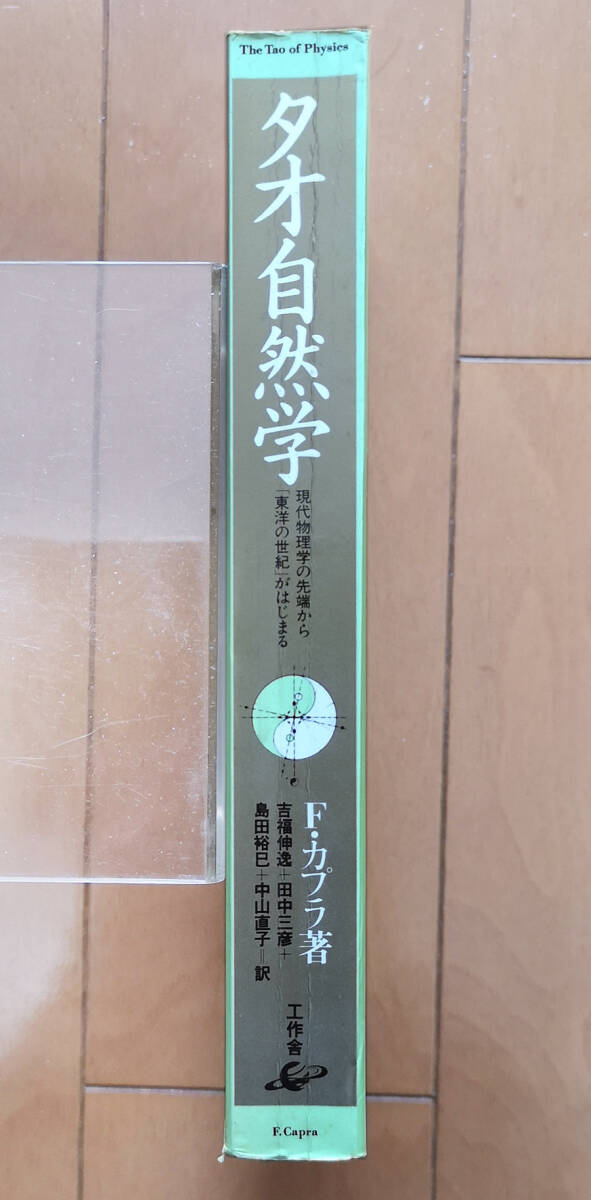 The Tao of Physics
タオ自然学
現代物理学の先端から
「東洋の世紀」がはじまる
F・カプラ著
吉福伸逸+田中三彦+
島田裕巳+中山直子=訳
工作舎
F. Capra